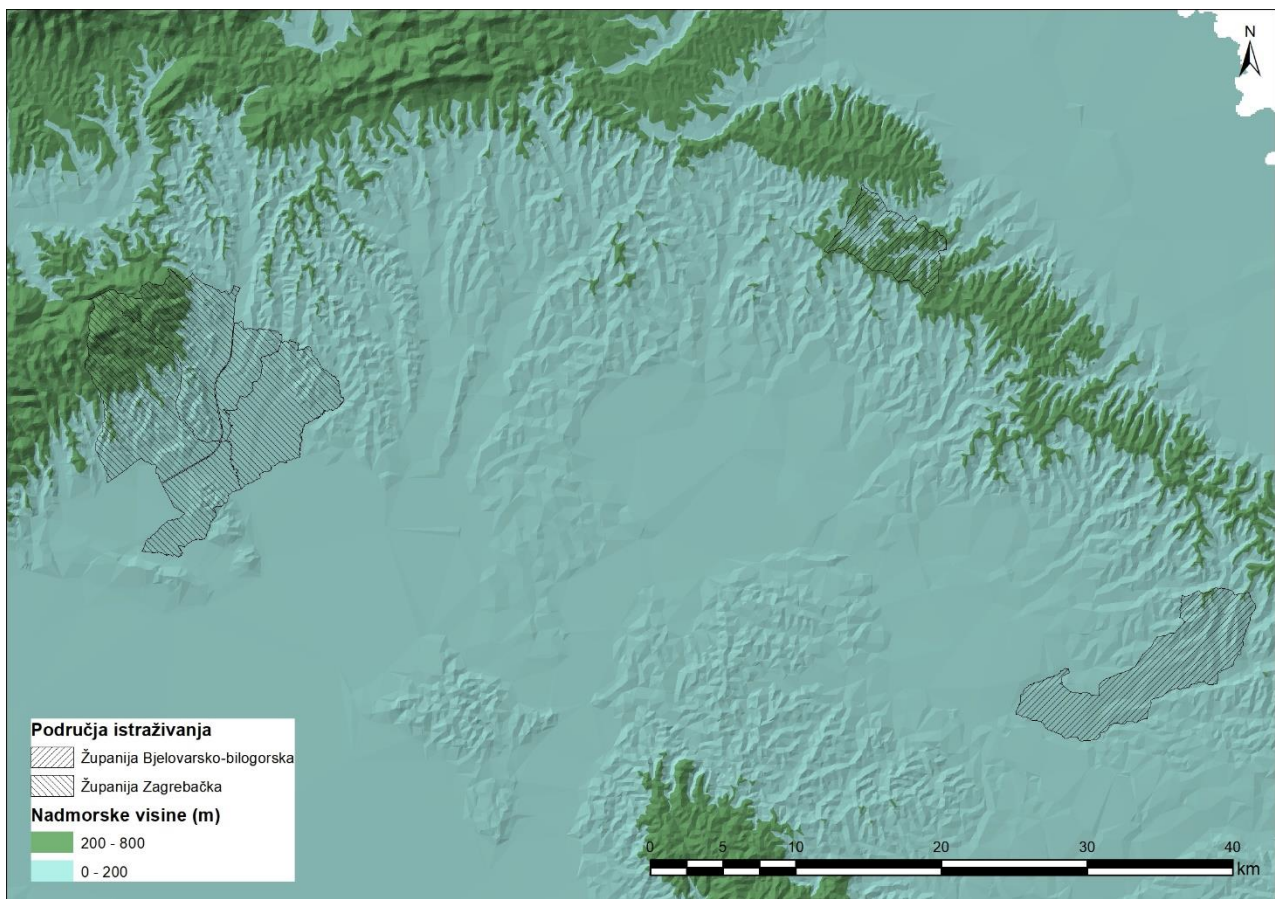 N
Područja istraživanja
Županija Bjelovarsko-bilogorska
Županija Zagrebačka
Nadmorske visine (m)
200 - 800
0 - 200
0 5 10 20 30 40
km